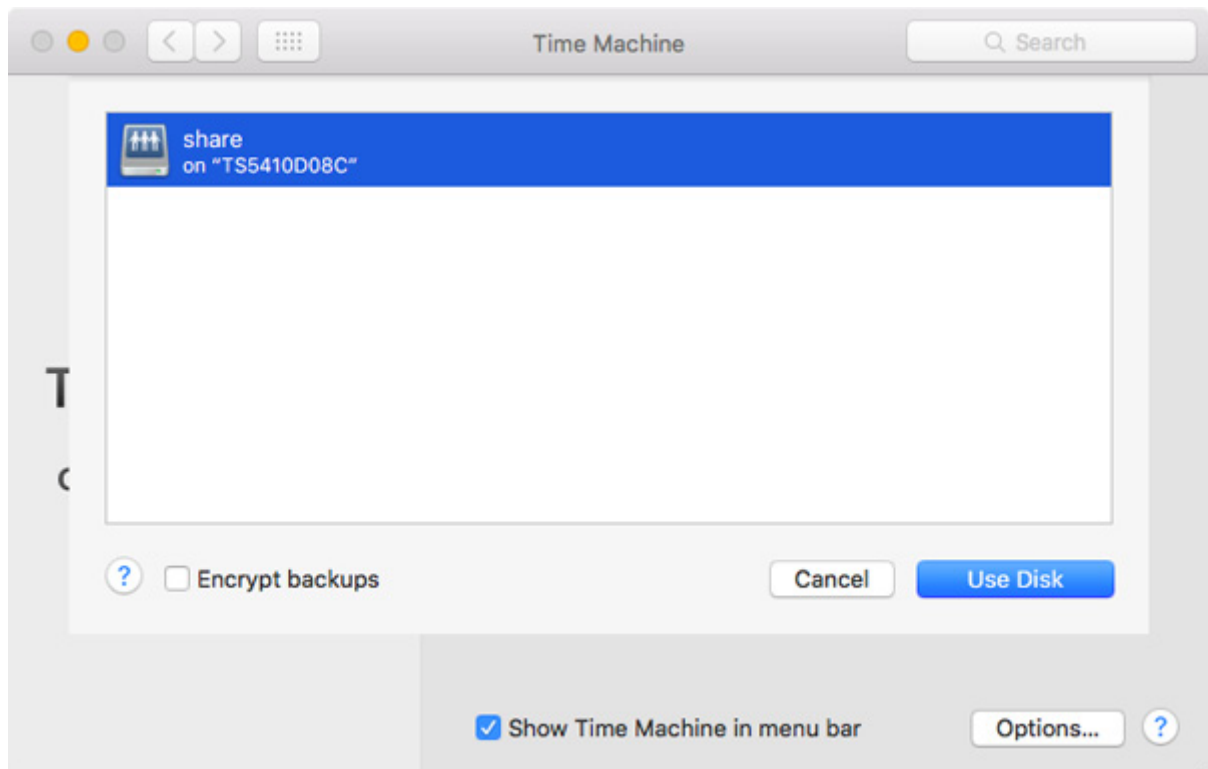 Time Machine
Search
share
on “TS5410D08C”
T
c
?
Encrypt backups
Cancel
Use Disk
Show Time Machine in menu bar
Options...
?